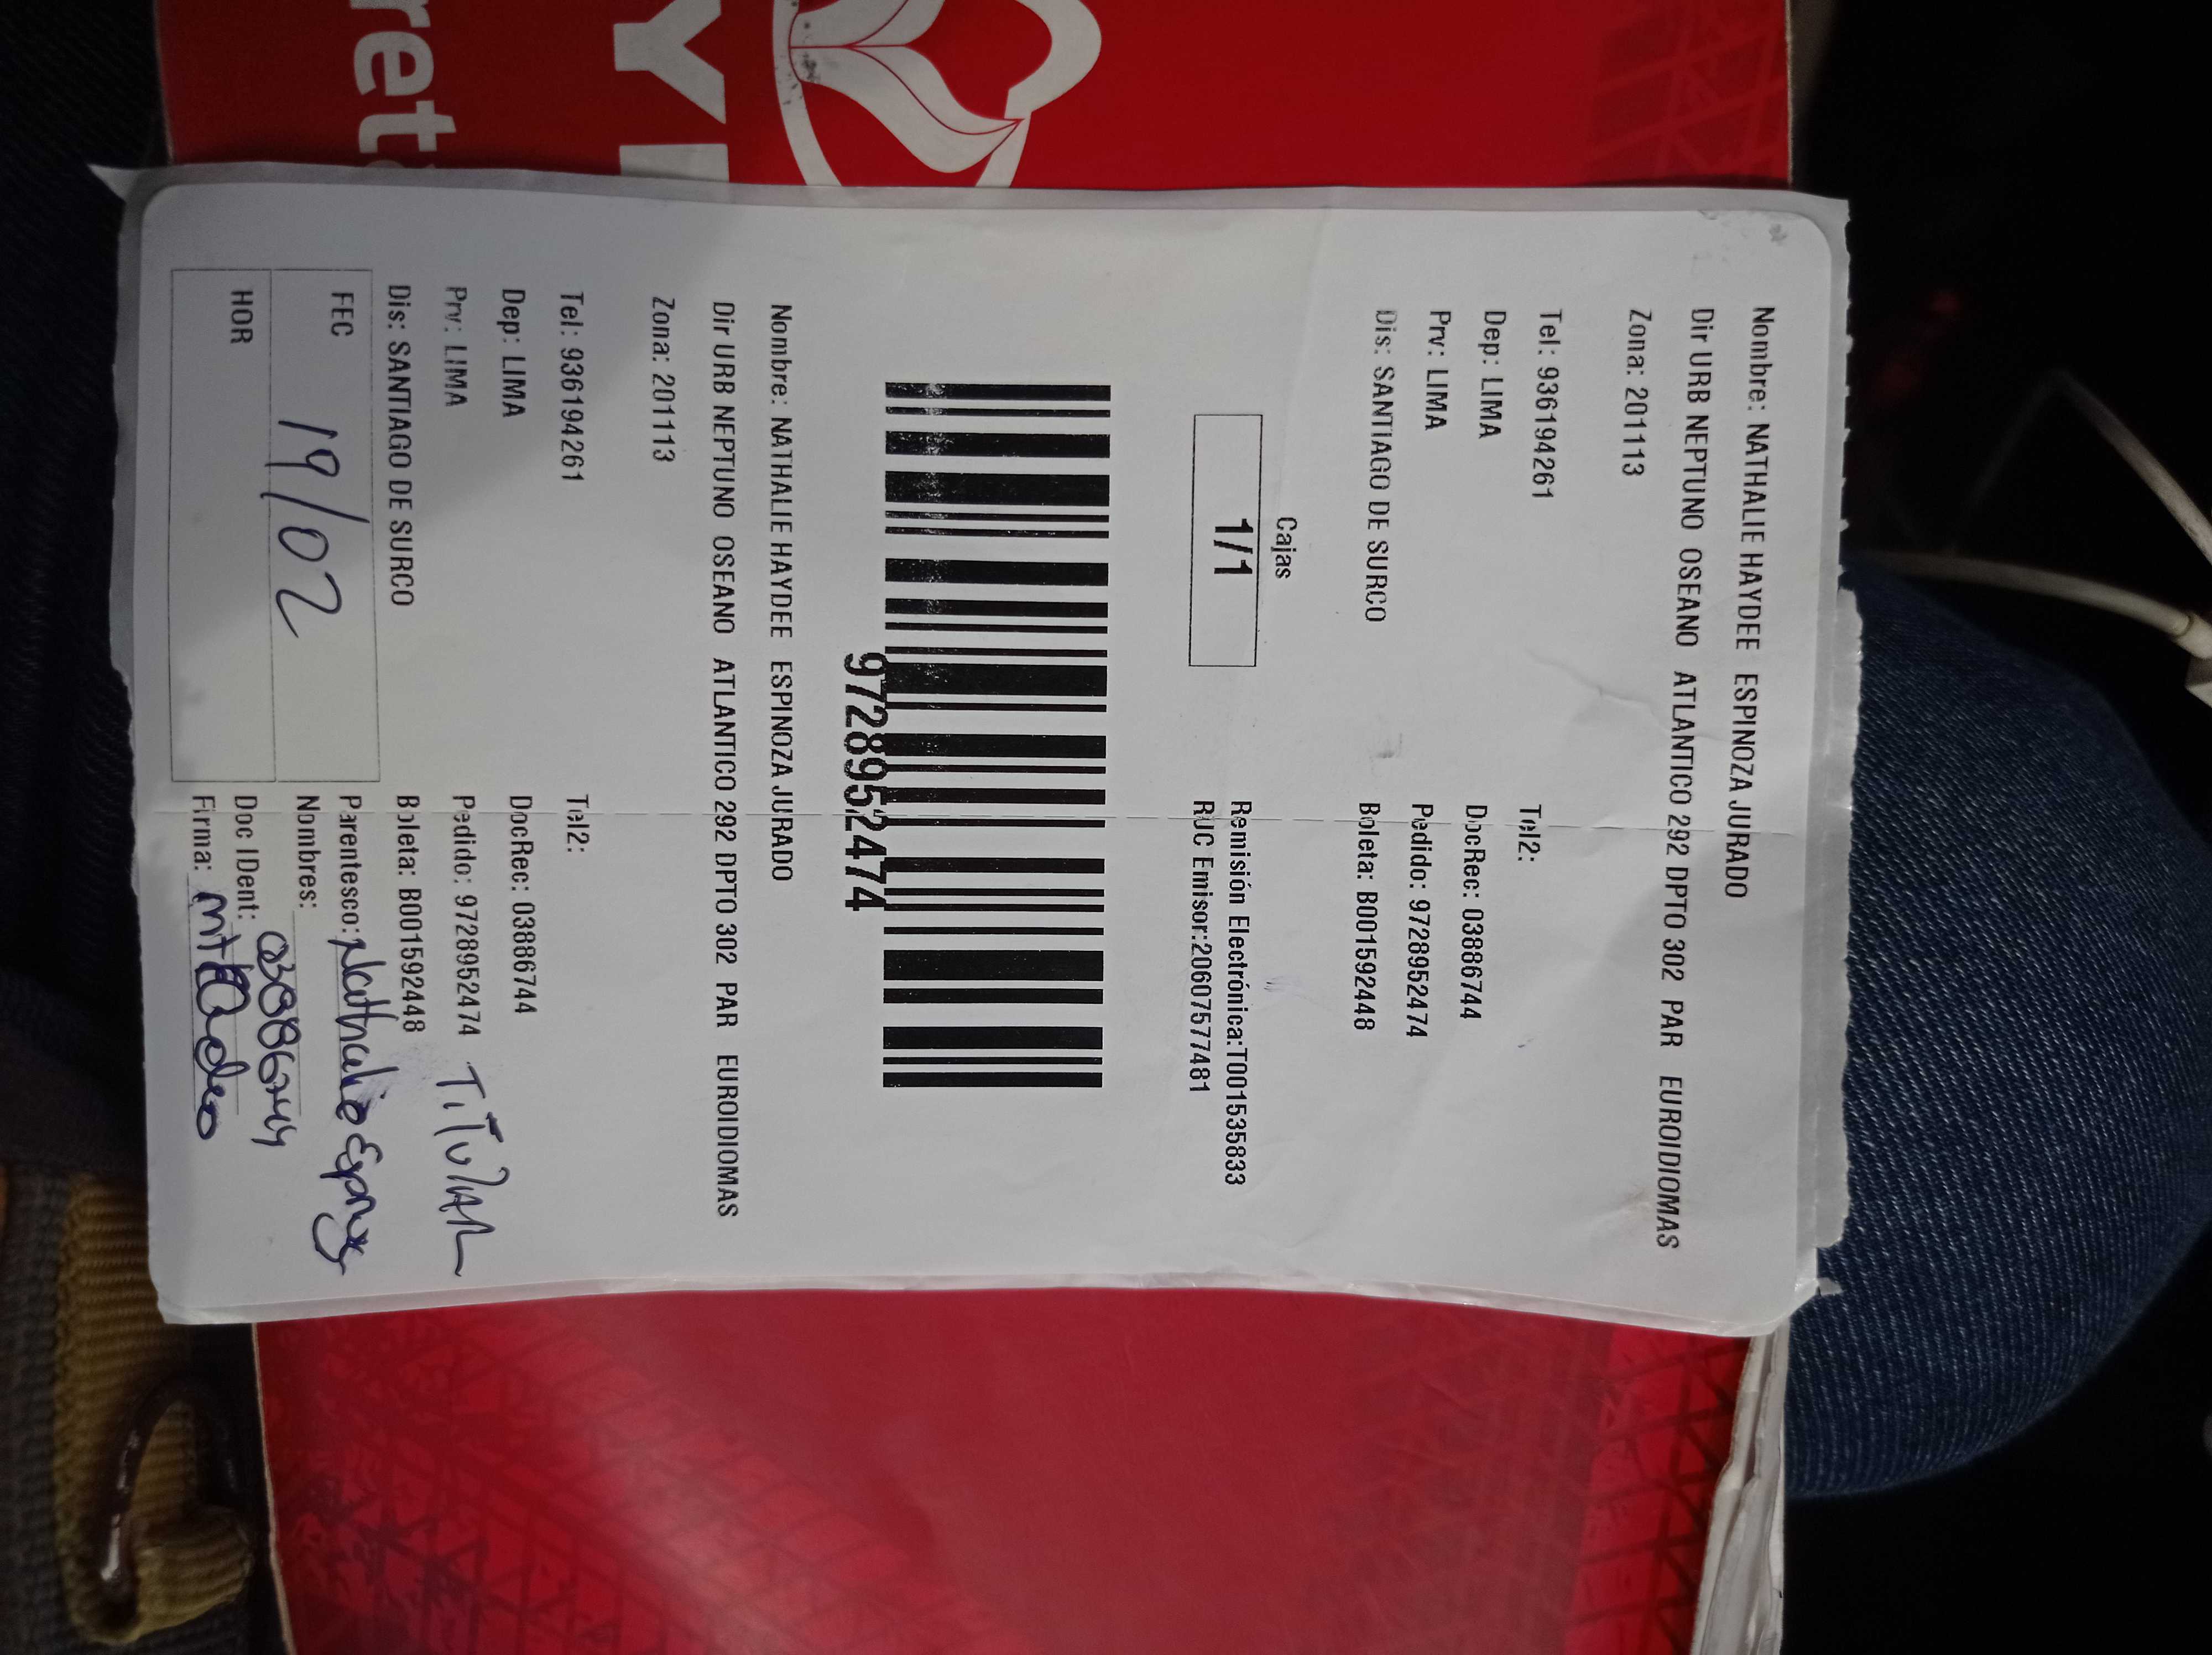 Nombre: NATHALIE HAYDEE ESPINOZA JURADO
Dir URB NEPTUNO OSEANO ATLANTICO 292 DPTO 302 PAR EUROIDIOMAS
Zona: 201113
Tel: 936194261 Tel2:
Dep: LIMA DocRec: 03886744
Prv: LIMA Pedido: 9728952474
Dis: SANTIAGO DE SURCO Boleta: B001592448
Cajas
1/1
Remisión Electrónica:T001535833
RUC Emisor:20607577481
9728952474
Nombre: NATHALIE HAYDEE ESPINOZA JURADO
Dir URB NEPTUNO OSEANO ATLANTICO 292 DPTO 302 PAR EUROIDIOMAS
Zona: 201113
Tel: 936194261 Tel2:
Dep: LIMA DocRec: 03886744
Prv: LIMA Pedido: 9728952474 TITULAR
Dis: SANTIAGO DE SURCO Boleta: B001592448
FEC 19/02 Parentesco: Nathalie
Nombres:
HOR Doc IDent: 03886744
Firma: